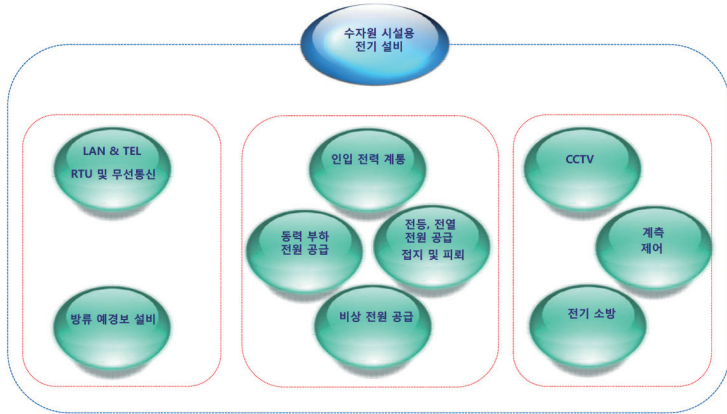 수자원 시설용
전기 설비
LAN & TEL
RTU 및 무선통신
방류 예경보 설비
인입 전력 계통
동력 부하
전원 공급
전등, 전열
전원 공급
접지 및 피뢰
비상 전원 공급
CCTV
계측
제어
전기 소방